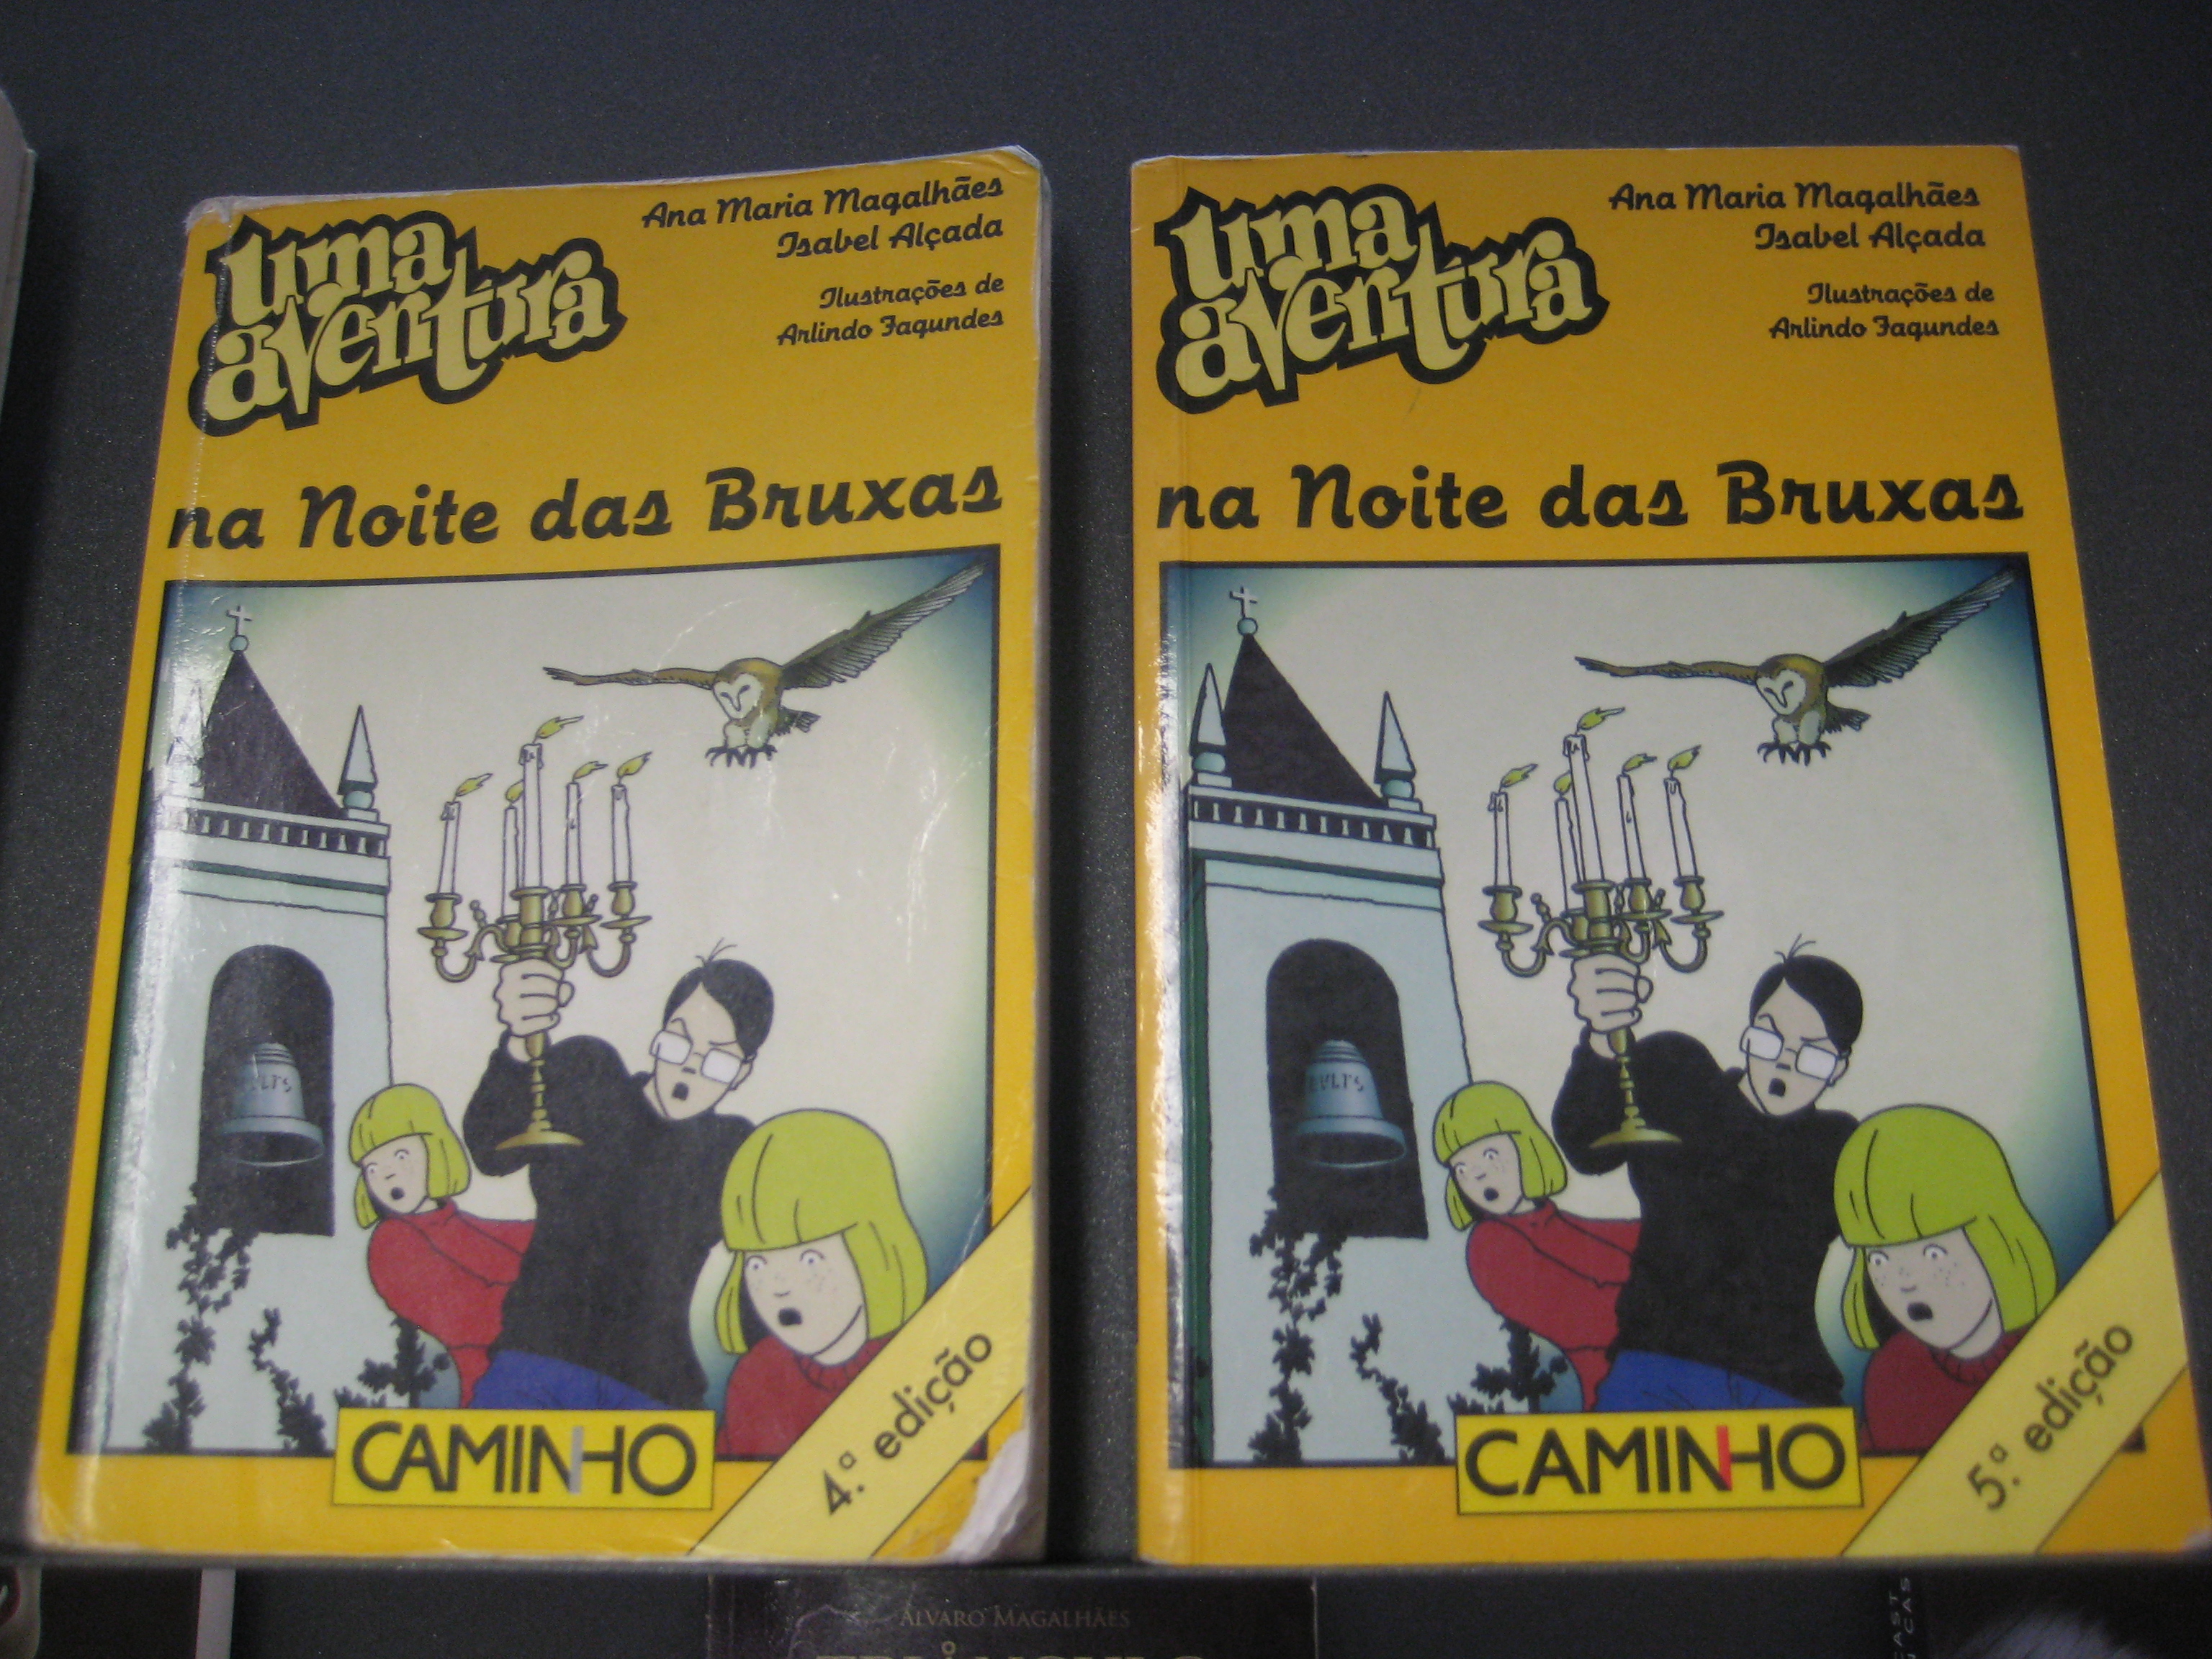 uma
aventura
Ana Maria Magalhães
Isabel Alçada
Ilustrações de
Arlindo Fagundes
na Noite das Bruxas
CAMINHO
4.ª edição
uma
aventura
Ana Maria Magalhães
Isabel Alçada
Ilustrações de
Arlindo Fagundes
na Noite das Bruxas
CAMINHO
5.ª edição
ÁLVARO MAGALHÃES